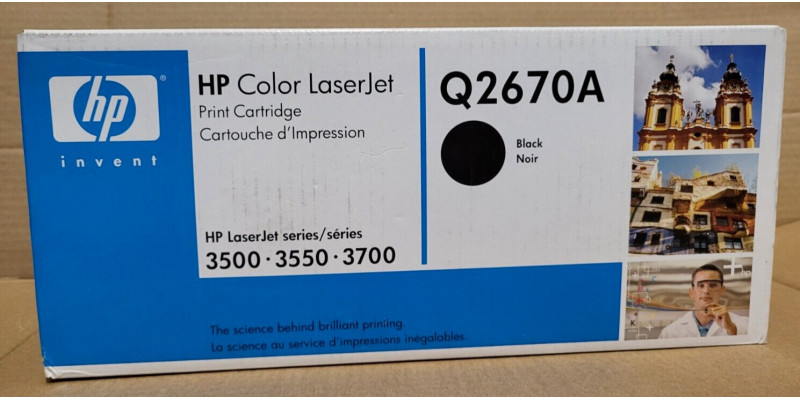 hp
®
invent
HP Color LaserJet
Print Cartridge
Cartouche d'Impression
HP LaserJet series/séries
3500 · 3550 · 3700
Q2670A
Black
Noir
The science behind brilliant printing.
La science au service d'impressions inégalables.
hp
K